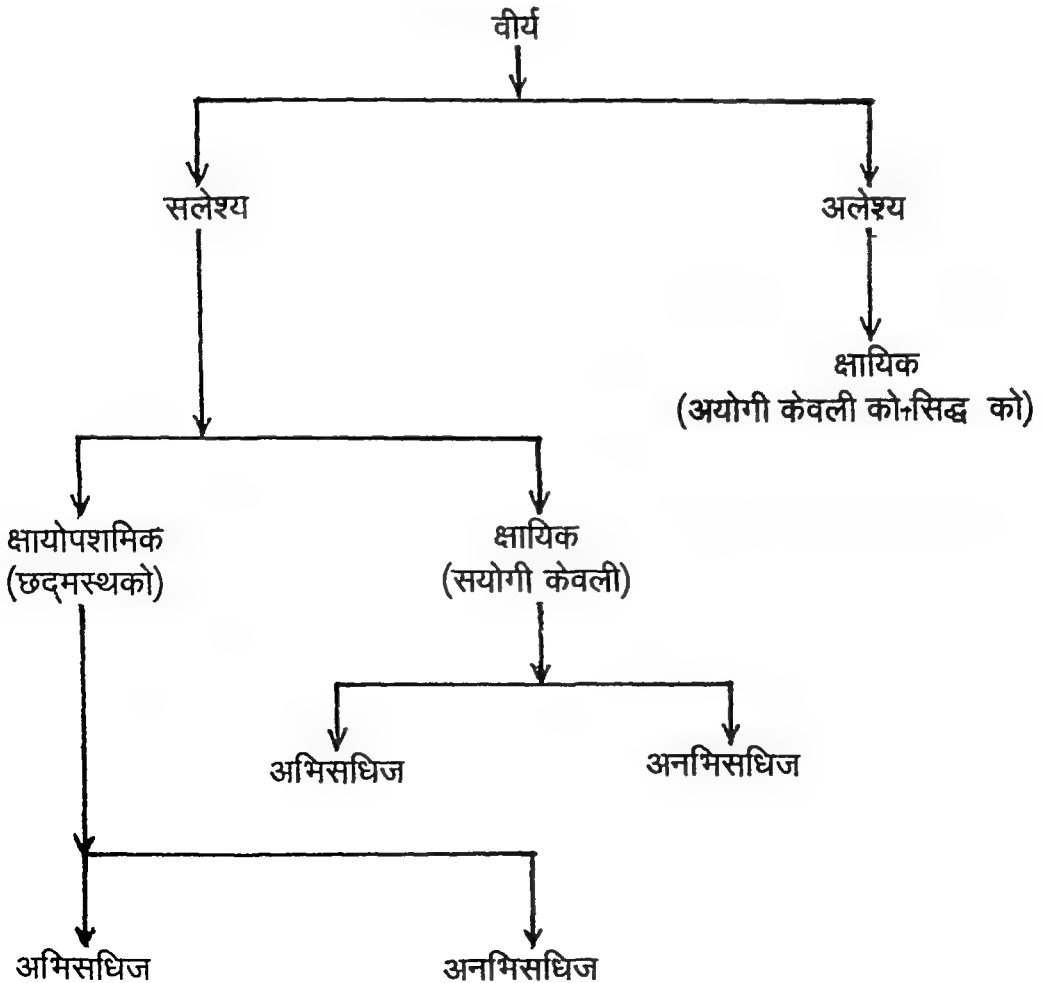 वीर्य
सलेश्य
अलेश्य
क्षायिक
(अयोगी केवली को+सिद्ध को)
क्षायोपशमिक
(छद्मस्थको)
क्षायिक
(सयोगी केवली)
अभिसधिज
अनभिसधिज
अभिसधिज
अनभिसधिज